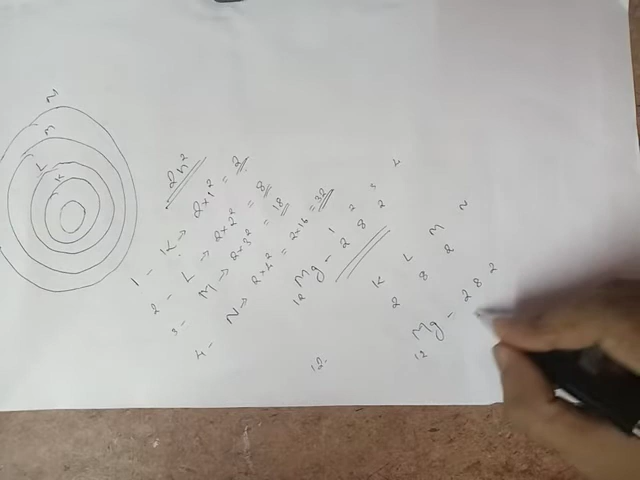 N
M
L
K
2n²
1 - K → 2×1² = 2
2 - L → 2×2² = 8
3 - M → 2×3² = 18
4 - N → 2×4² = 2×16 = 32
1 2 3 4
12 Mg - 2 8 2
K L M N
2 8 2
12 Mg - 2 8 2
12-